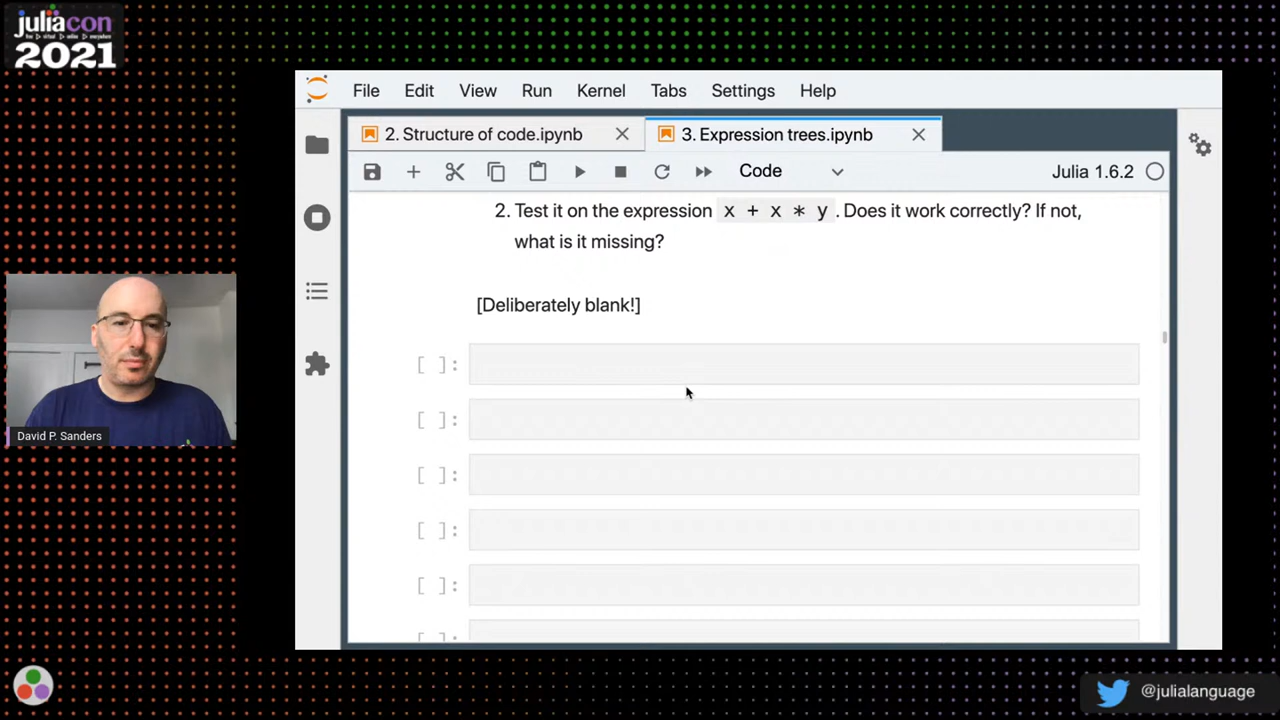 juliacon
2021
File Edit View Run Kernel Tabs Settings Help
2. Structure of code.ipynb
3. Expression trees.ipynb
Code
Julia 1.6.2
2. Test it on the expression x + x * y . Does it work correctly? If not,
what is it missing?
[Deliberately blank!]
[ ]:
[ ]:
[ ]:
[ ]:
[ ]:
[ ]:
David P. Sanders
@julialanguage